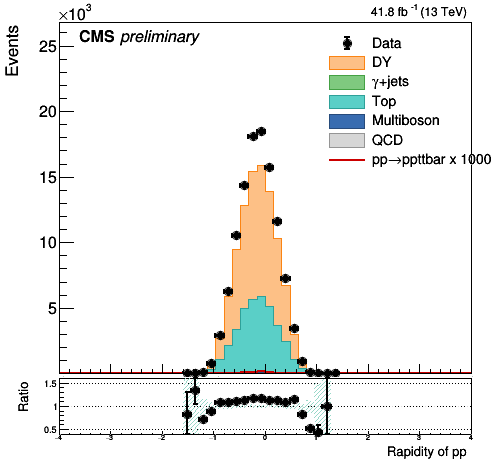 ×10³
41.8 fb⁻¹ (13 TeV)
CMS preliminary
Events
Data
DY
γ+jets
Top
Multiboson
QCD
pp→ppttbar x 1000
25
20
15
10
5
Ratio
1.5
1
0.5
-4 -3 -2 -1 0 1 2 3 4
Rapidity of pp